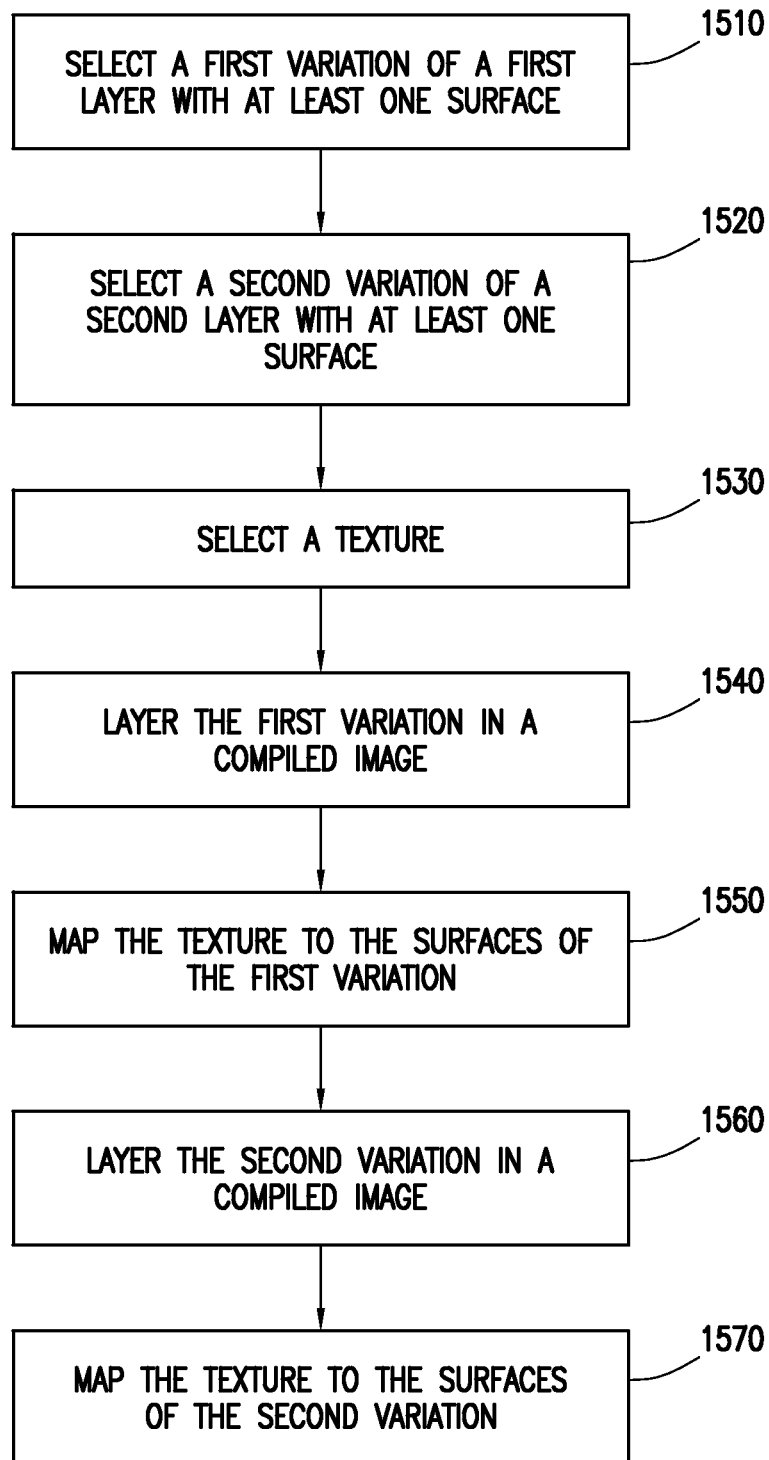 1510
SELECT A FIRST VARIATION OF A FIRST
LAYER WITH AT LEAST ONE SURFACE
1520
SELECT A SECOND VARIATION OF A
SECOND LAYER WITH AT LEAST ONE
SURFACE
1530
SELECT A TEXTURE
1540
LAYER THE FIRST VARIATION IN A
COMPILED IMAGE
1550
MAP THE TEXTURE TO THE SURFACES OF
THE FIRST VARIATION
1560
LAYER THE SECOND VARIATION IN A
COMPILED IMAGE
1570
MAP THE TEXTURE TO THE SURFACES
OF THE SECOND VARIATION